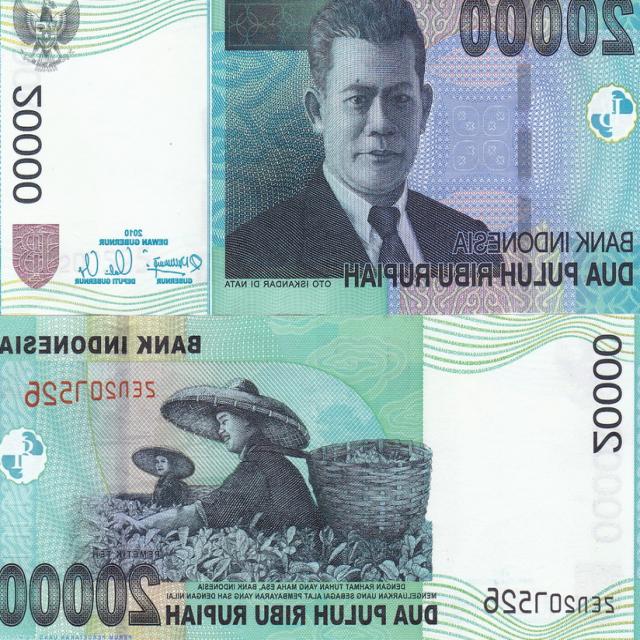 20000
20000
BANK INDONESIA
DUA PULUH RIBU RUPIAH
2010
DEWAN GUBERNUR
GUBERNUR
DEPUTI GUBERNUR
OTO ISKANDAR DI NATA
BANK INDONESIA
20000
PEMETIK TEH
DENGAN RAHMAT TUHAN YANG MAHA ESA, BANK INDONESIA
MENGELUARKAN UANG SEBAGAI ALAT PEMBAYARAN YANG SAH DENGAN NILAI
DUA PULUH RIBU RUPIAH
20000